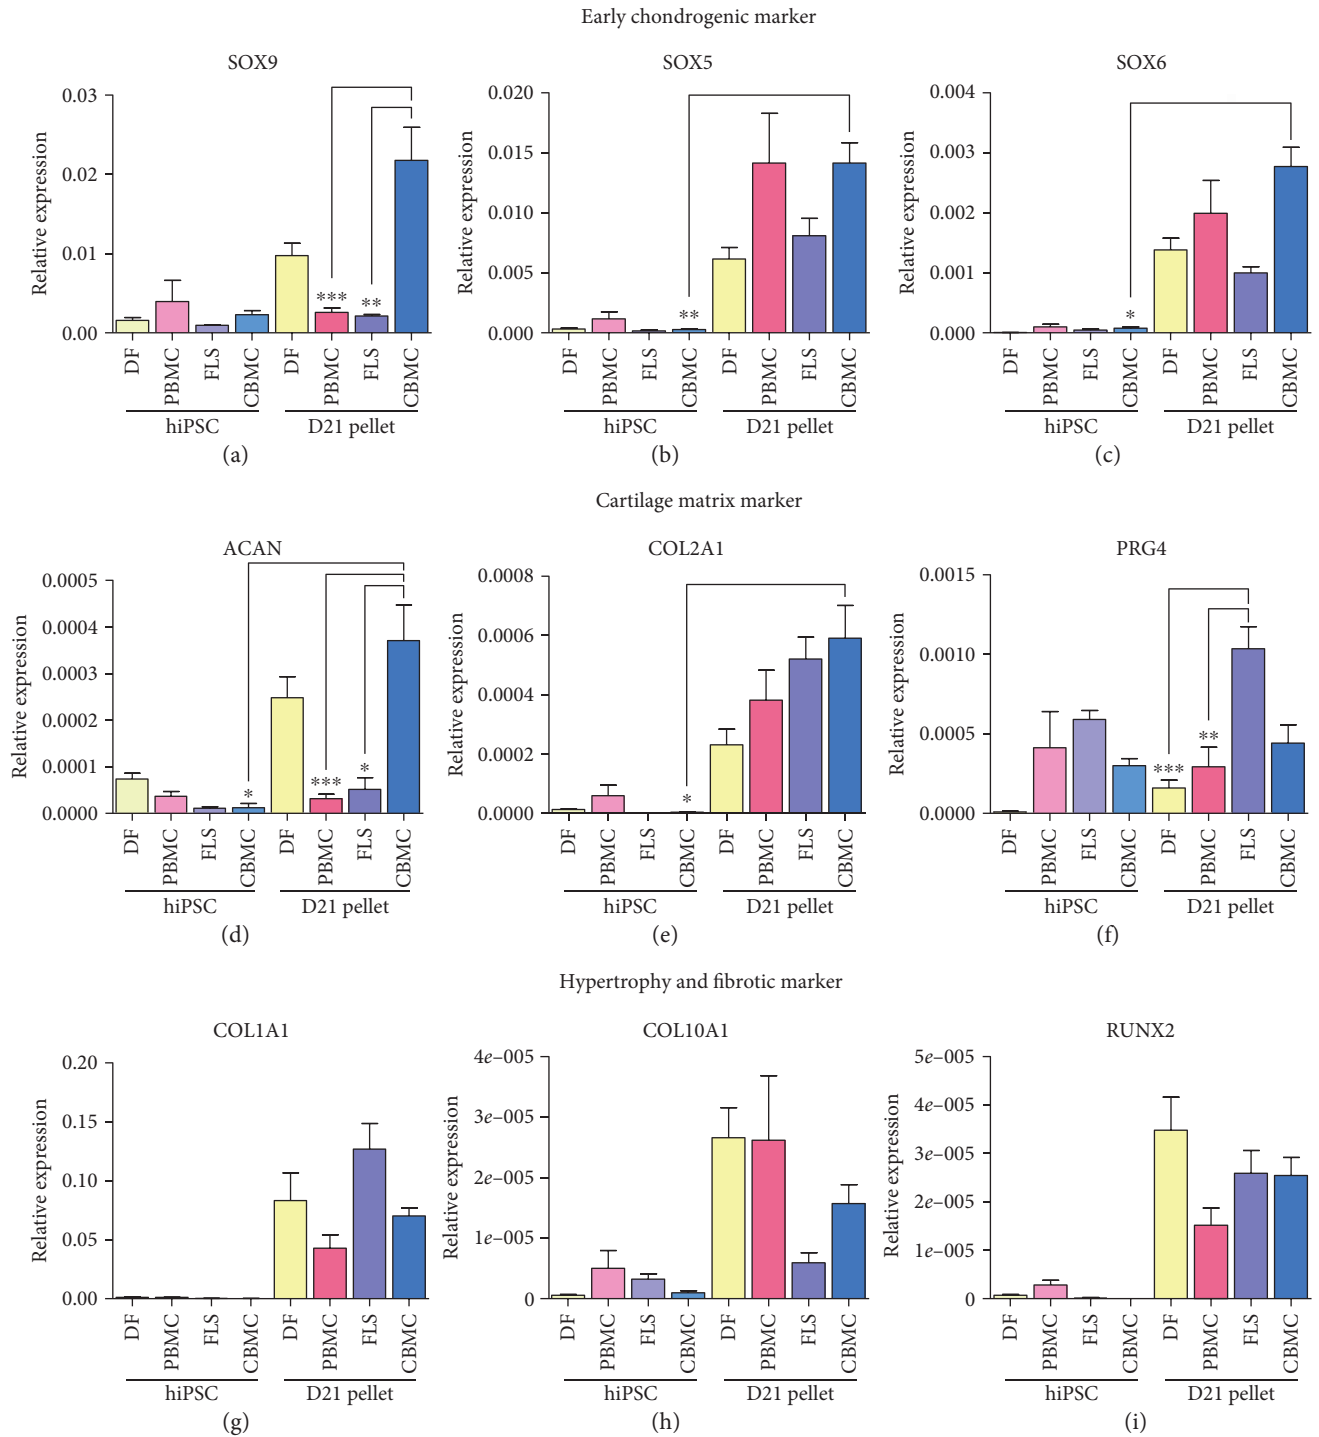 Early chondrogenic marker
SOX9
SOX5
SOX6
Relative expression
0.03
0.02
0.01
0.00
***
**
DF
PBMC
FLS
CBMC
DF
PBMC
FLS
CBMC
hiPSC
D21 pellet
(a)
Relative expression
0.020
0.015
0.010
0.005
0.000
**
DF
PBMC
FLS
CBMC
DF
PBMC
FLS
CBMC
hiPSC
D21 pellet
(b)
Relative expression
0.004
0.003
0.002
0.001
0.000
*
DF
PBMC
FLS
CBMC
DF
PBMC
FLS
CBMC
hiPSC
D21 pellet
(c)
Cartilage matrix marker
ACAN
COL2A1
PRG4
Relative expression
0.0005
0.0004
0.0003
0.0002
0.0001
0.0000
*
***
*
DF
PBMC
FLS
CBMC
DF
PBMC
FLS
CBMC
hiPSC
D21 pellet
(d)
Relative expression
0.0008
0.0006
0.0004
0.0002
0.0000
*
DF
PBMC
FLS
CBMC
DF
PBMC
FLS
CBMC
hiPSC
D21 pellet
(e)
Relative expression
0.0015
0.0010
0.0005
0.0000
***
**
DF
PBMC
FLS
CBMC
DF
PBMC
FLS
CBMC
hiPSC
D21 pellet
(f)
Hypertrophy and fibrotic marker
COL1A1
COL10A1
RUNX2
Relative expression
0.20
0.15
0.10
0.05
0.00
DF
PBMC
FLS
CBMC
DF
PBMC
FLS
CBMC
hiPSC
D21 pellet
(g)
Relative expression
4e–005
3e–005
2e–005
1e–005
0
DF
PBMC
FLS
CBMC
DF
PBMC
FLS
CBMC
hiPSC
D21 pellet
(h)
Relative expression
5e–005
4e–005
3e–005
2e–005
1e–005
0
DF
PBMC
FLS
CBMC
DF
PBMC
FLS
CBMC
hiPSC
D21 pellet
(i)